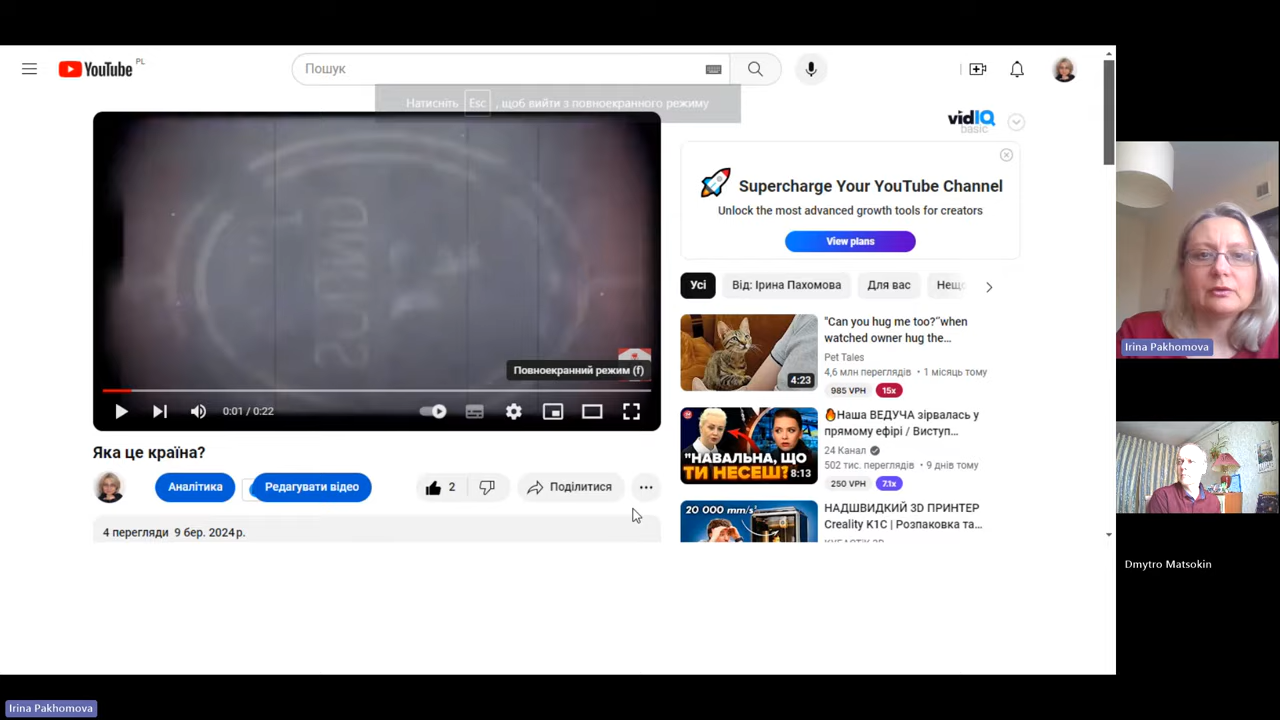 YouTube PL
Пошук
Натисніть Esc , щоб вийти з повноекранного режиму
vidIQ
basic
Supercharge Your YouTube Channel
Unlock the most advanced growth tools for creators
View plans
Усі
Від: Ірина Пахомова
Для вас
"Can you hug me too?"when
watched owner hug the...
Pet Tales
4,6 млн переглядів • 1 місяць тому
985 VPH 15x
4:23
🔥Наша ВЕДУЧА зірвалась у
прямому ефірі / Виступ...
24 Канал
502 тис. переглядів • 9 днів тому
250 VPH 7.1x
"НАВАЛЬНА, ЩО
ТИ НЕСЕШ?
8:13
НАДШВИДКИЙ 3D ПРИНТЕР
Creality K1C | Розпаковка та...
20 000 mm/s²
Повноекранний режим (f)
0:01 / 0:22
Яка це країна?
Аналітика
Редагувати відео
2
Поділитися
4 перегляди 9 бер. 2024 р.
Irina Pakhomova
Dmytro Matsokin
Irina Pakhomova